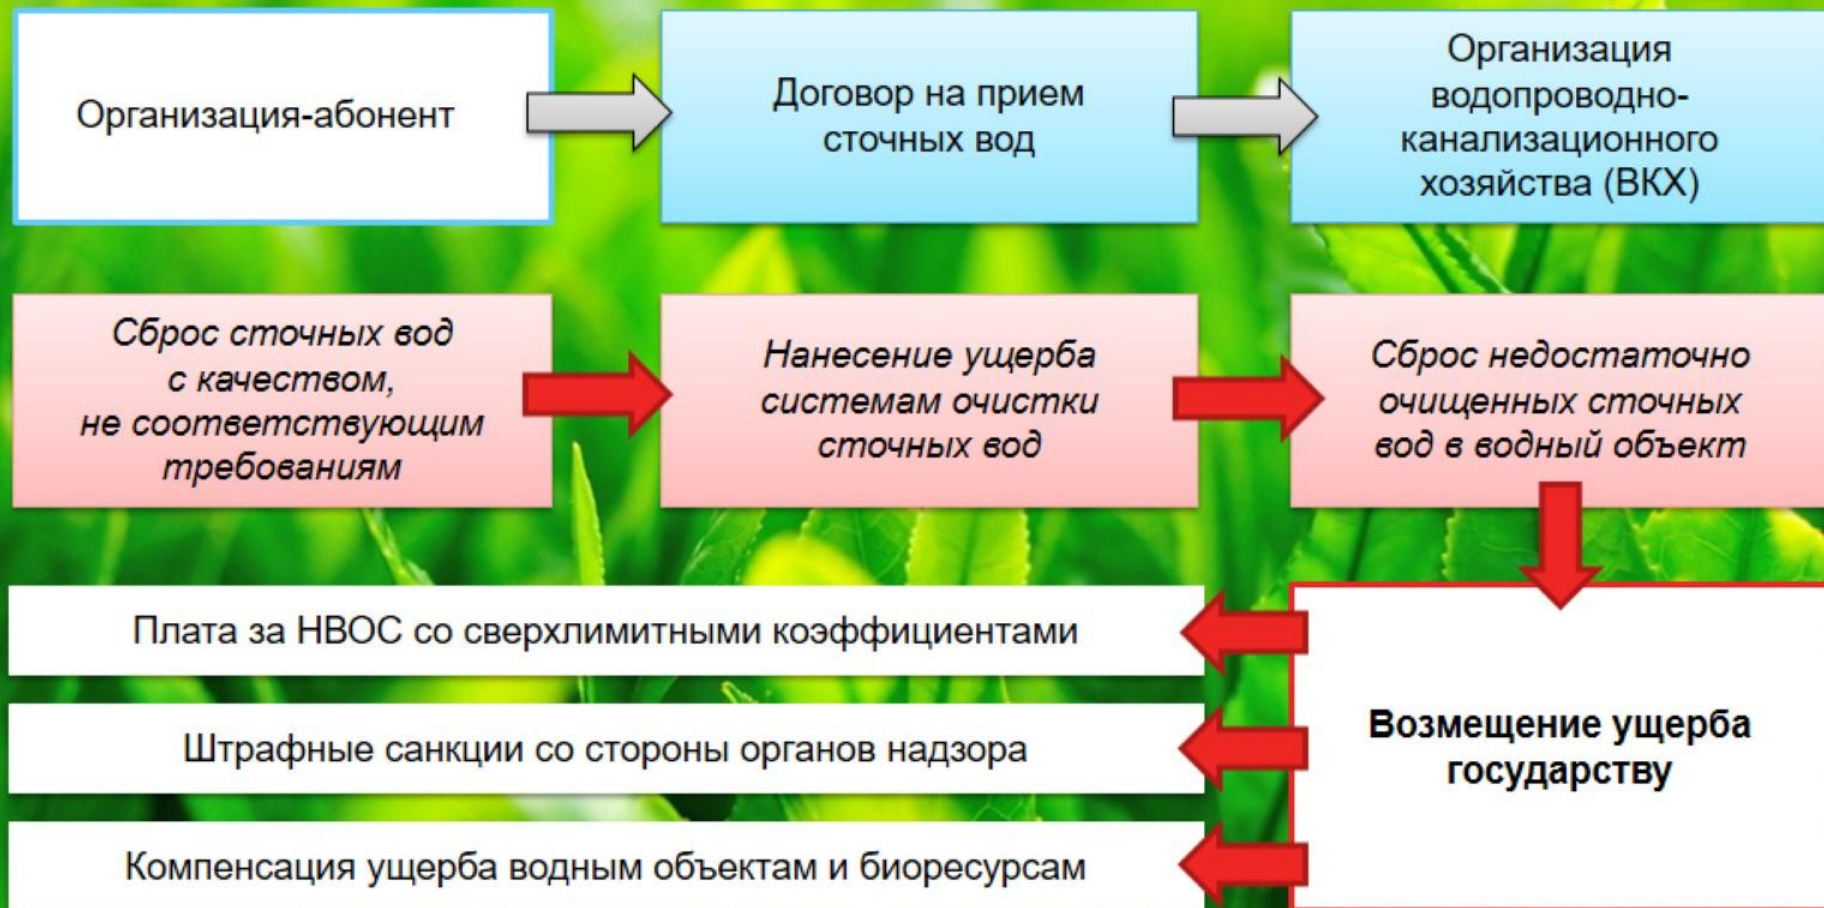 Организация-абонент
Договор на прием
сточных вод
Организация
водопроводно-
канализационного
хозяйства (ВКХ)
Сброс сточных вод
с качеством,
не соответствующим
требованиям
Нанесение ущерба
системам очистки
сточных вод
Сброс недостаточно
очищенных сточных
вод в водный объект
Плата за НВОС со сверхлимитными коэффициентами
Штрафные санкции со стороны органов надзора
Компенсация ущерба водным объектам и биоресурсам
Возмещение ущерба
государству